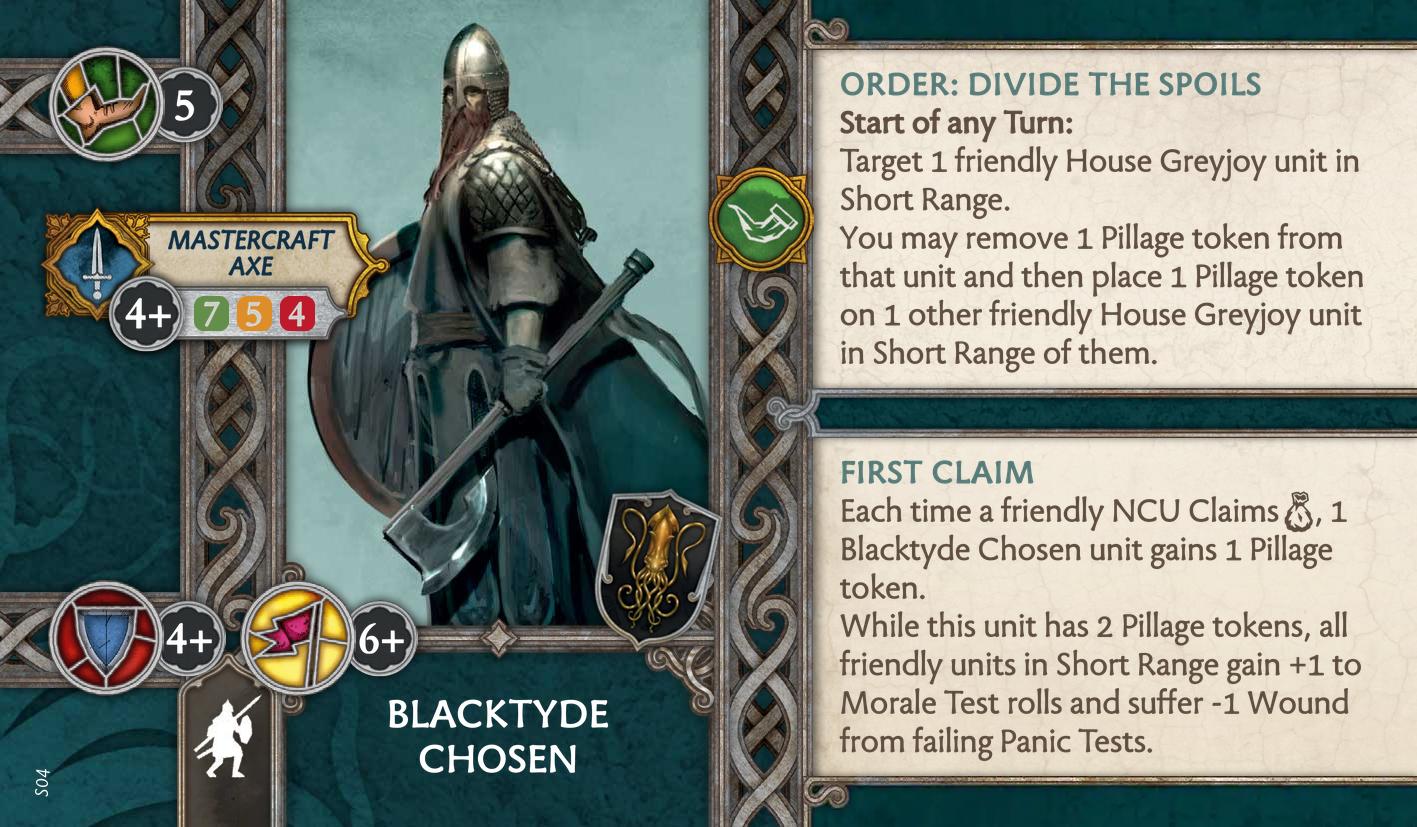 5
MASTERCRAFT
AXE
4+ 7 5 4
4+ 6+
BLACKTYDE
CHOSEN
S04
ORDER: DIVIDE THE SPOILS
Start of any Turn:
Target 1 friendly House Greyjoy unit in
Short Range.
You may remove 1 Pillage token from
that unit and then place 1 Pillage token
on 1 other friendly House Greyjoy unit
in Short Range of them.
FIRST CLAIM
Each time a friendly NCU Claims , 1
Blacktyde Chosen unit gains 1 Pillage
token.
While this unit has 2 Pillage tokens, all
friendly units in Short Range gain +1 to
Morale Test rolls and suffer -1 Wound
from failing Panic Tests.